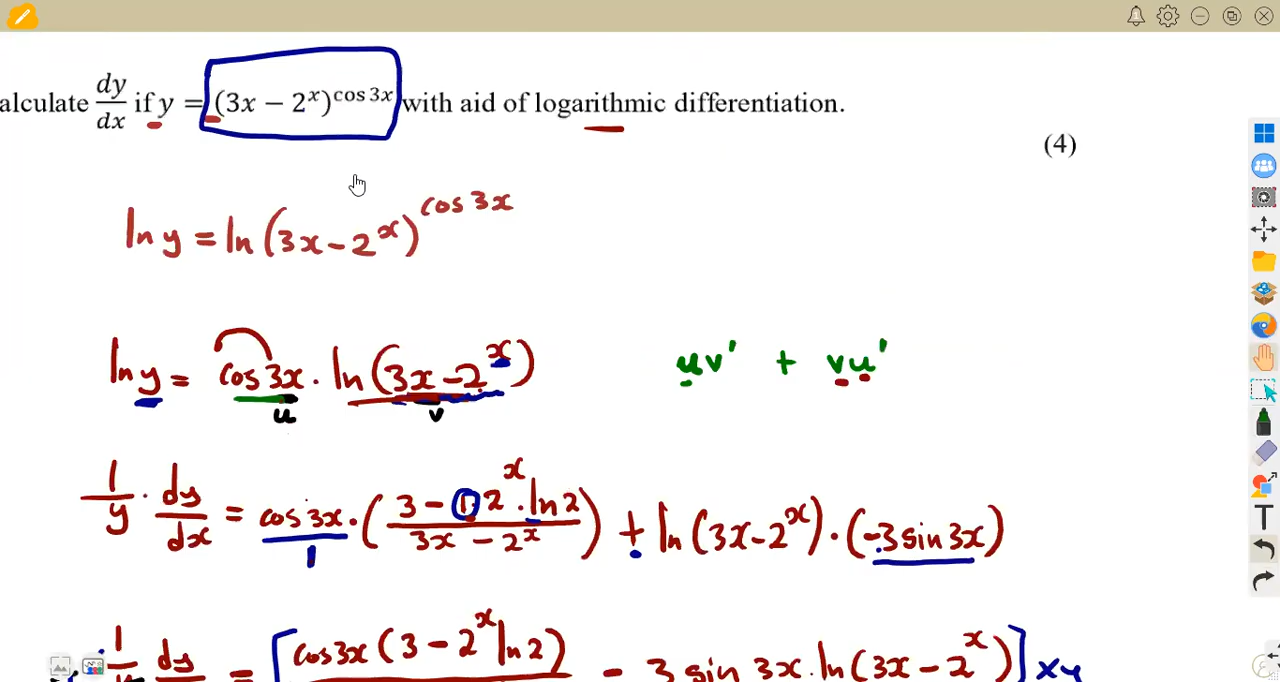 alculate dy/dx if y = (3x − 2^x)^cos 3x with aid of logarithmic differentiation.
(4)
ln y = ln (3x − 2^x)^cos 3x
ln y = cos 3x · ln (3x − 2^x) uv' + vu'
u v
1/y · dy/dx = cos 3x · ((3 − 1·2^x · ln 2)/(3x − 2^x)) + ln (3x − 2^x) · (−3 sin 3x)
1
1 dy = [cos 3x (3 − 2^x ln 2) − 3 sin 3x · ln (3x − 2^x)] × y
T